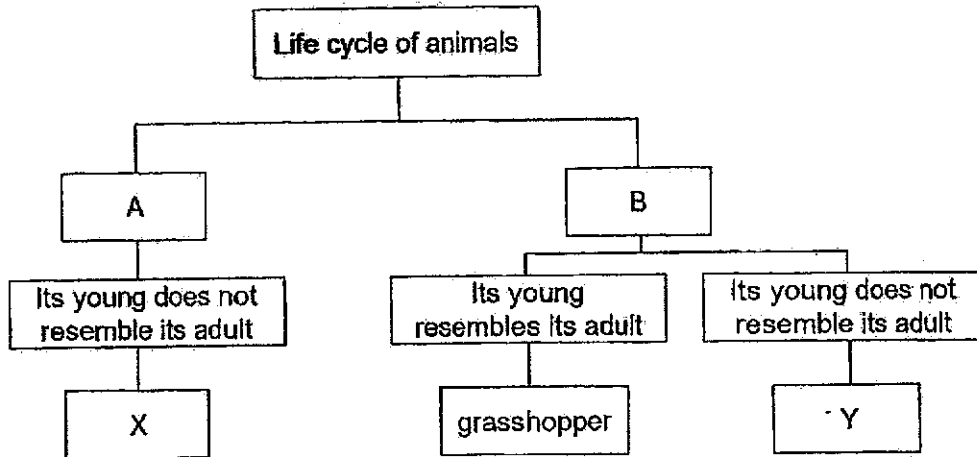 Life cycle of animals
A
B
Its young does not
resemble its adult
Its young
resembles its adult
Its young does not
resemble its adult
X
grasshopper
Y